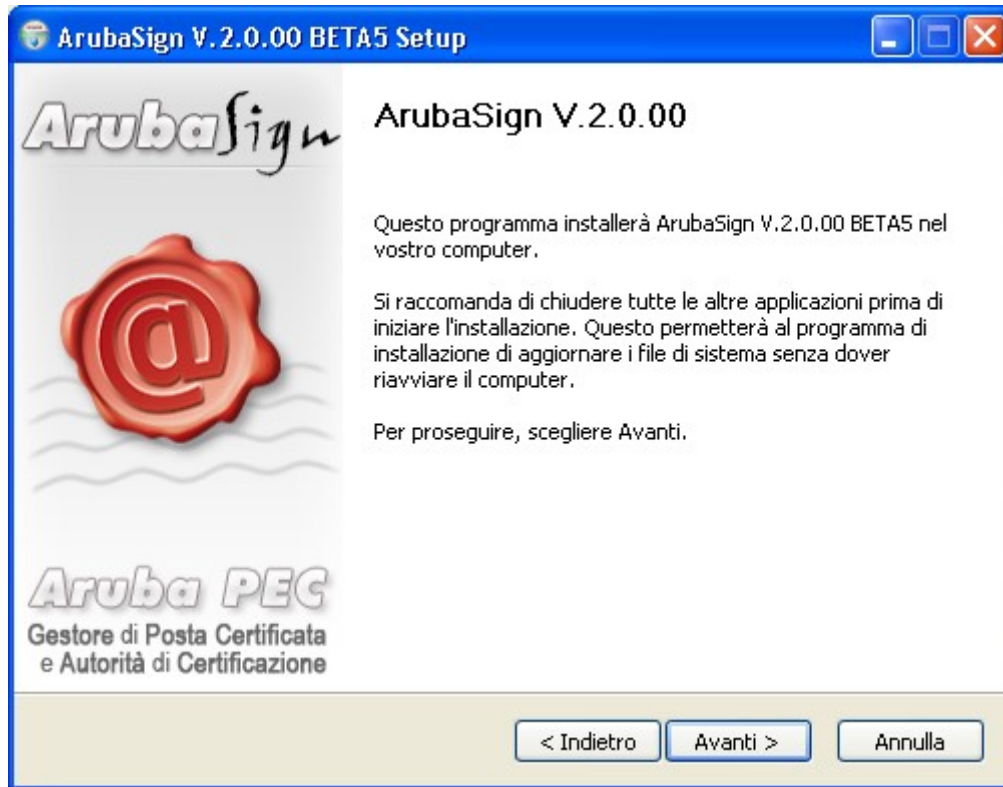 ArubaSign V.2.0.00 BETA5 Setup
ArubaSign
ArubaSign V.2.0.00
Questo programma installerà ArubaSign V.2.0.00 BETA5 nel
vostro computer.
Si raccomanda di chiudere tutte le altre applicazioni prima di
iniziare l'installazione. Questo permetterà al programma di
installazione di aggiornare i file di sistema senza dover
riavviare il computer.
Per proseguire, scegliere Avanti.
@
Aruba PEC
Gestore di Posta Certificata
e Autorità di Certificazione
< Indietro
Avanti >
Annulla